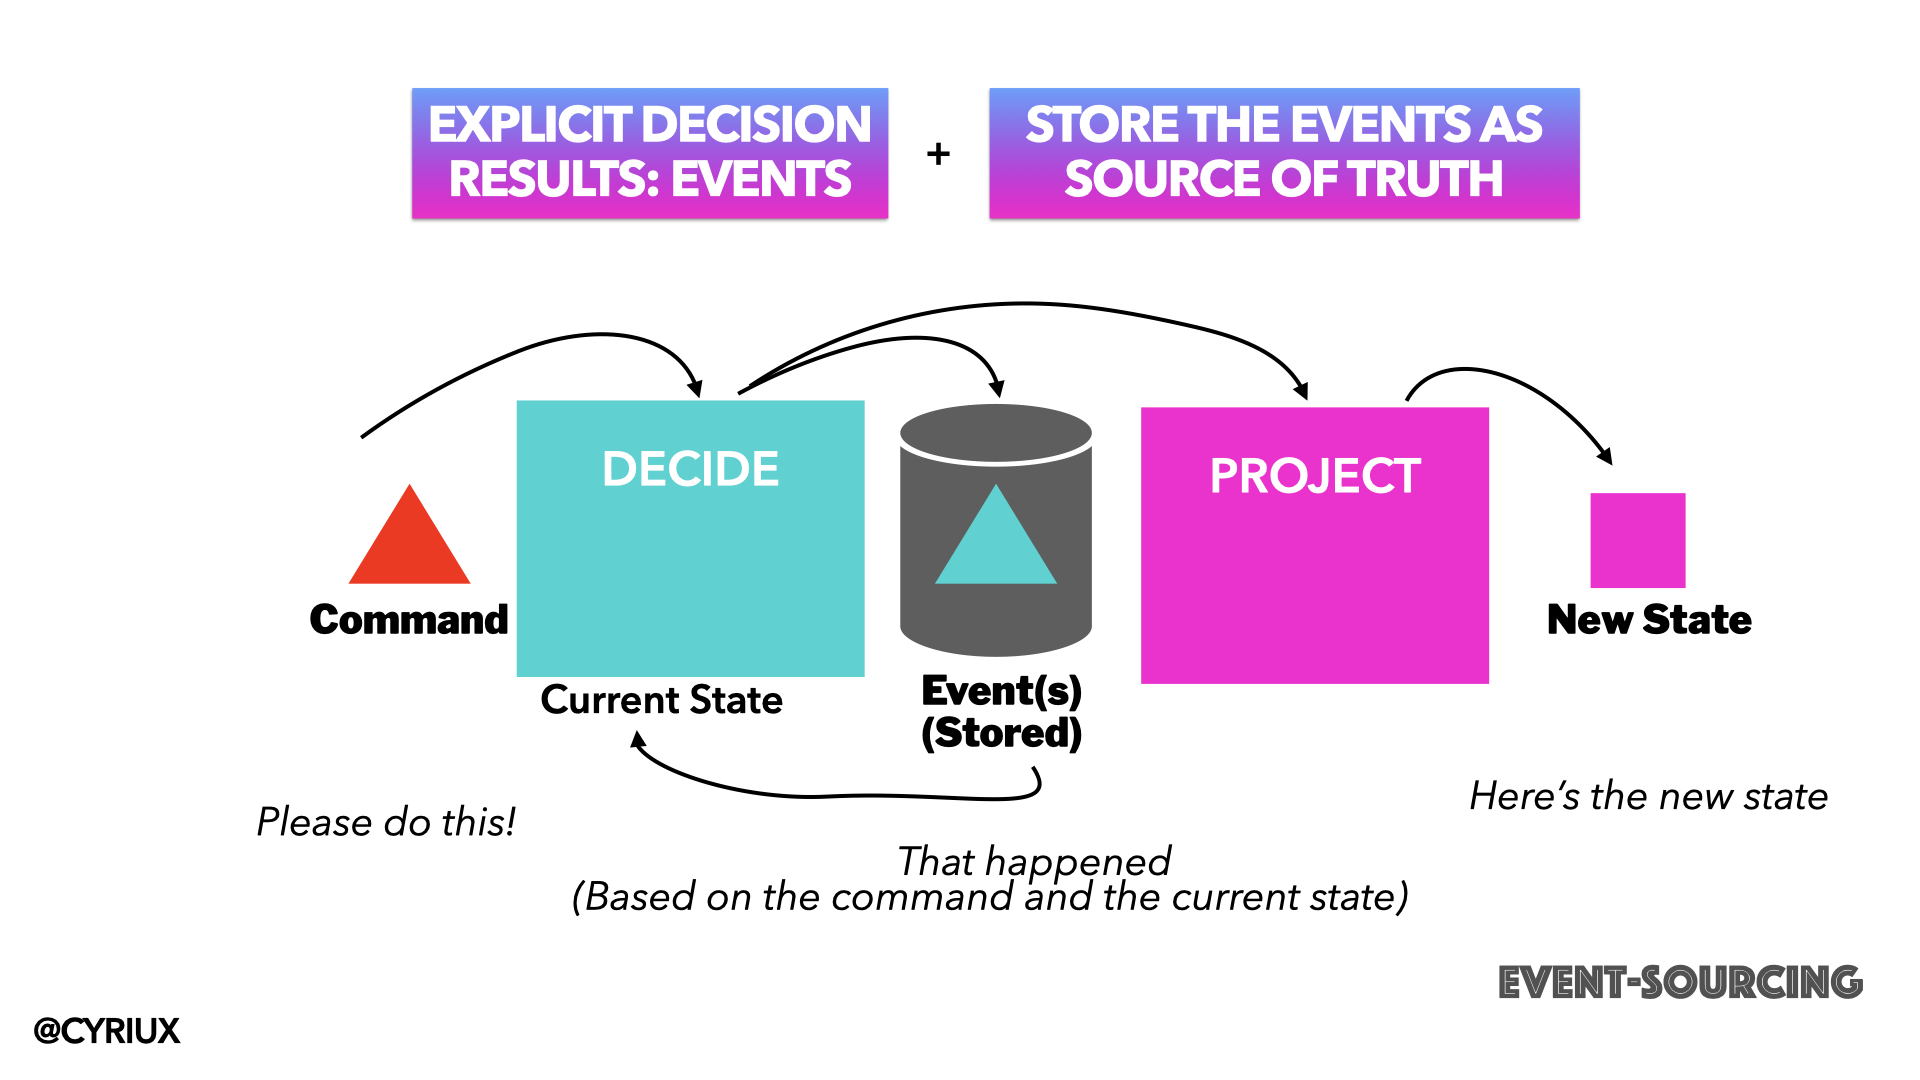 EXPLICIT DECISION
RESULTS: EVENTS
+
STORE THE EVENTS AS
SOURCE OF TRUTH
DECIDE
PROJECT
Command
New State
Current State
Event(s)
(Stored)
Please do this!
Here’s the new state
That happened
(Based on the command and the current state)
EVENT-SOURCING
@CYRIUX